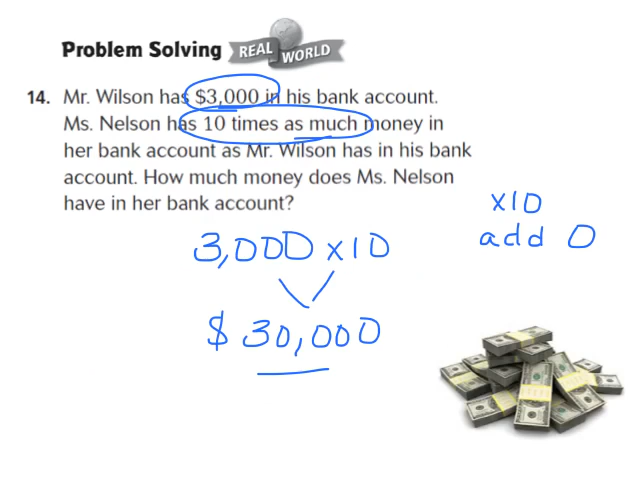 Problem Solving REAL WORLD
14. Mr. Wilson has $3,000 in his bank account.
Ms. Nelson has 10 times as much money in
her bank account as Mr. Wilson has in his bank
account. How much money does Ms. Nelson
have in her bank account?
x10
add 0
3,000 x10
$ 30,000